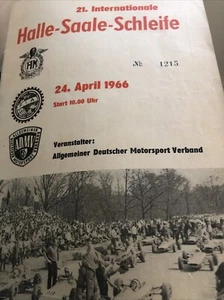 21. Internationale
Halle-Saale-Schleife
№ 1215
24. April 1966
Start 10.00 Uhr
Veranstalter:
ADMV
Allgemeiner Deutscher Motorsport Verband